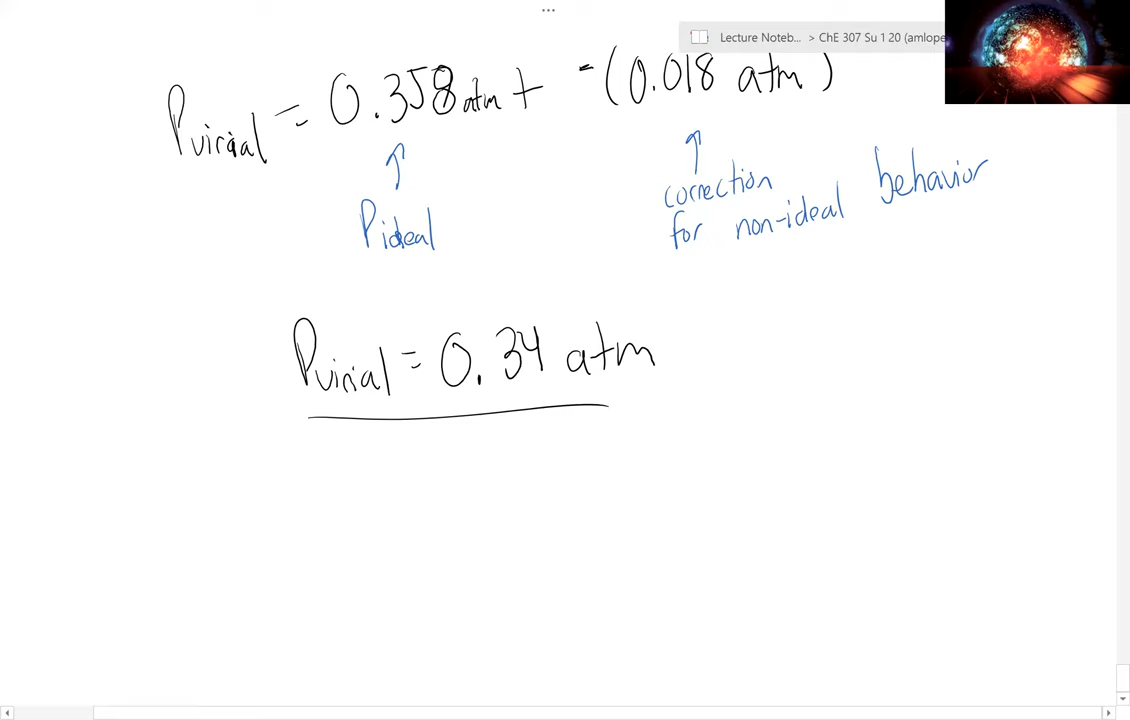 Lecture Noteb... > ChE 307 Su 1 20 (amlope
Pvirial = 0.358 atm + -(0.018 atm)
Pideal
correction for non-ideal behavior
Pvirial = 0.34 atm